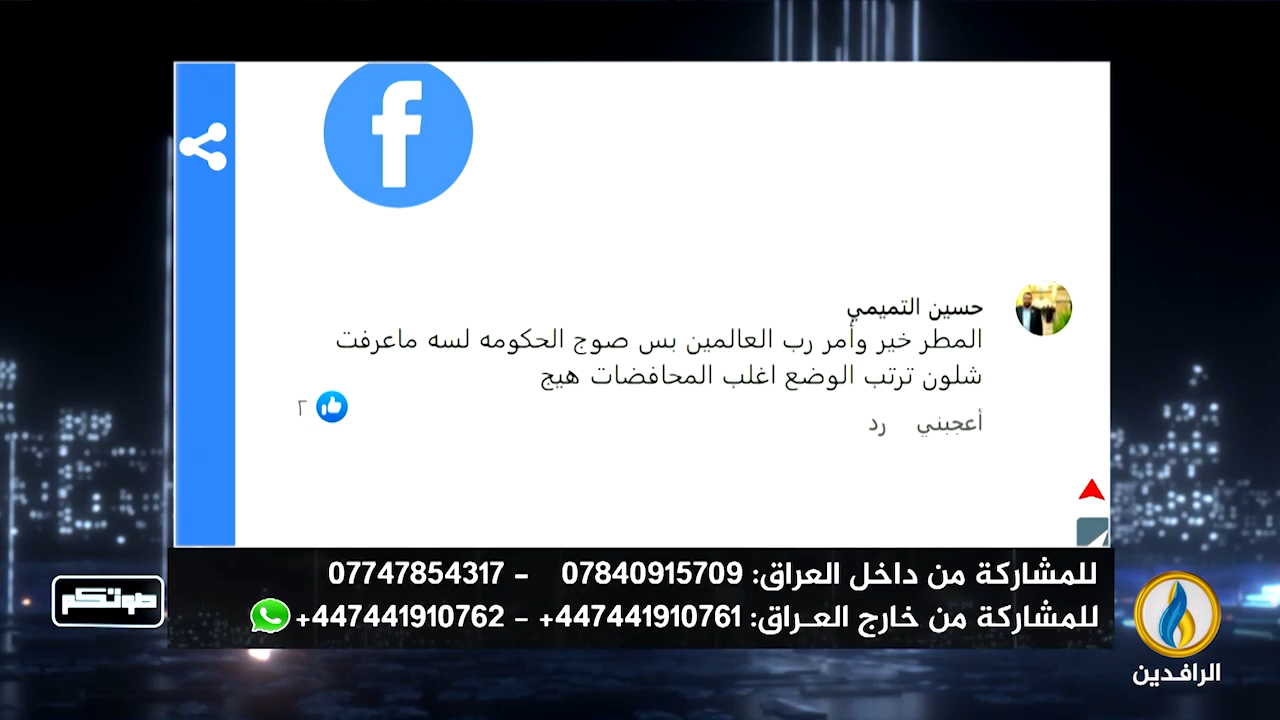 حسين التميمي
المطر خير وأمر رب العالمين بس صوج الحكومه لسه ماعرفت
شلون ترتب الوضع اغلب المحافضات هيج
أعجبني رد
٢
للمشاركة من داخل العراق: 07840915709 - 07747854317
للمشاركة من خارج العـراق: 447441910761+ - 447441910762+
صوتكم
الرافدين